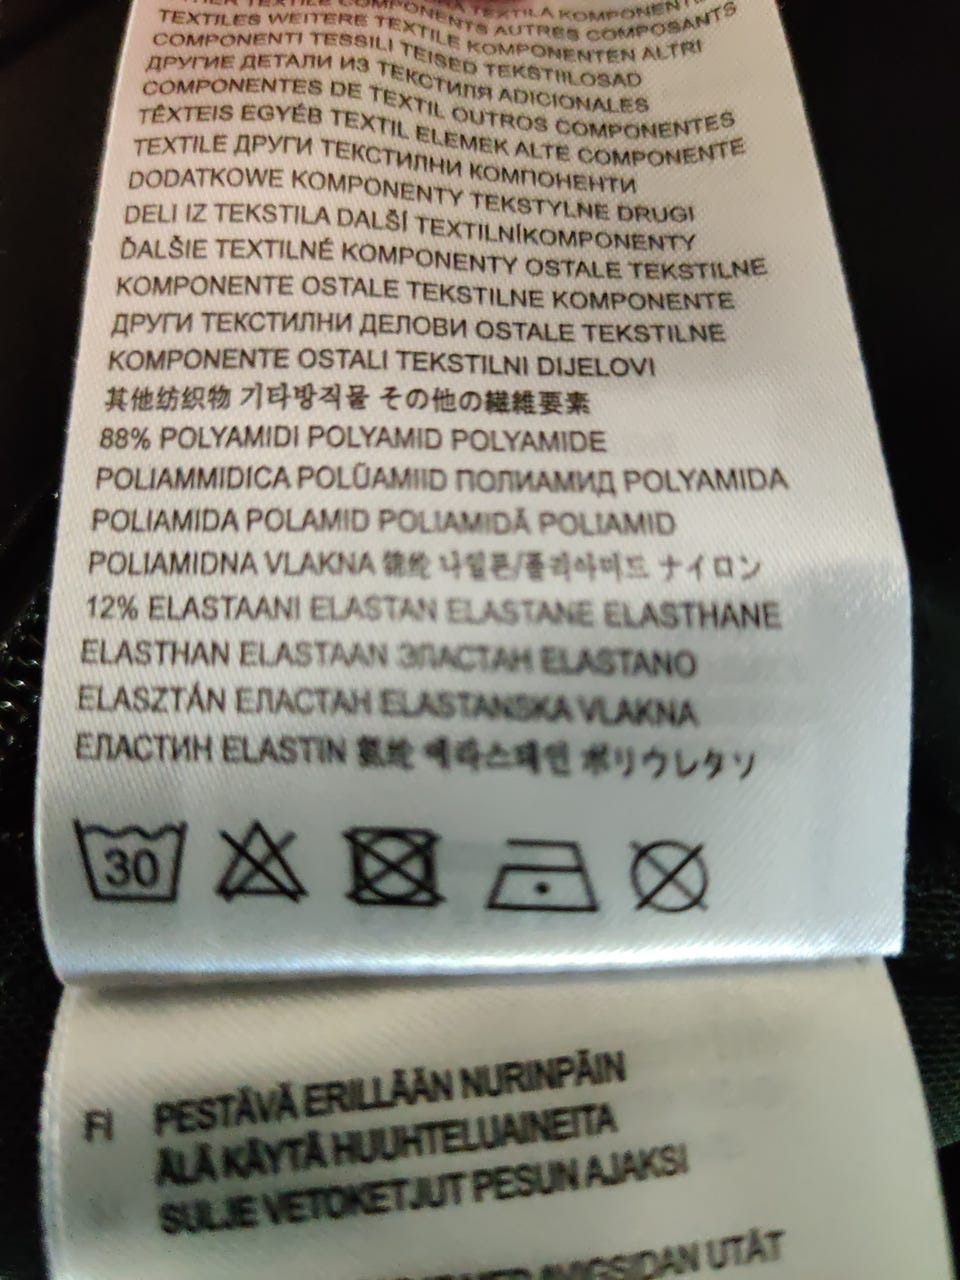 TEXTILES WEITERE TEXTILE KOMPONENTEN ALTRI
COMPONENTI TESSILI TEISED TEKSTIILOSAD
ДРУГИЕ ДЕТАЛИ ИЗ ТЕКСТИЛЯ ADICIONALES
COMPONENTES DE TEXTIL OUTROS COMPONENTES
TÊXTEIS EGYÉB TEXTIL ELEMEK ALTE COMPONENTE
TEXTILE ДРУГИ ТЕКСТИЛНИ КОМПОНЕНТИ
DODATKOWE KOMPONENTY TEKSTYLNE DRUGI
DELI IZ TEKSTILA DALŠÍ TEXTILNÍKOMPONENTY
ĎALŠIE TEXTILNÉ KOMPONENTY OSTALE TEKSTILNE
KOMPONENTE OSTALE TEKSTILNE KOMPONENTE
ДРУГИ ТЕКСТИЛНИ ДЕЛОВИ OSTALE TEKSTILNE
KOMPONENTE OSTALI TEKSTILNI DIJELOVI
其他纺织物 기타방직물 その他の繊維要素
88% POLYAMIDI POLYAMID POLYAMIDE
POLIAMMIDICA POLÜAMIID ПОЛИАМИД POLYAMIDA
POLIAMIDA POLAMID POLIAMIDĂ POLIAMID
POLIAMIDNA VLAKNA 锦纶 나일론/폴리아미드 ナイロン
12% ELASTAANI ELASTAN ELASTANE ELASTHANE
ELASTHAN ELASTAAN ЭЛАСТАН ELASTANO
ELASZTÁN ЕЛАСТАН ELASTANSKA VLAKNA
ЕЛАСТИН ELASTIN 氨纶 에라스테인 ポリウレタン
30
FI PESTÄVÄ ERILLÄÄN NURINPÄIN
ÄLÄ KÄYTÄ HUUHTELUAINEITA
SULJE VETOKETJUT PESUN AJAKSI
AVIGSIDAN UTÅT